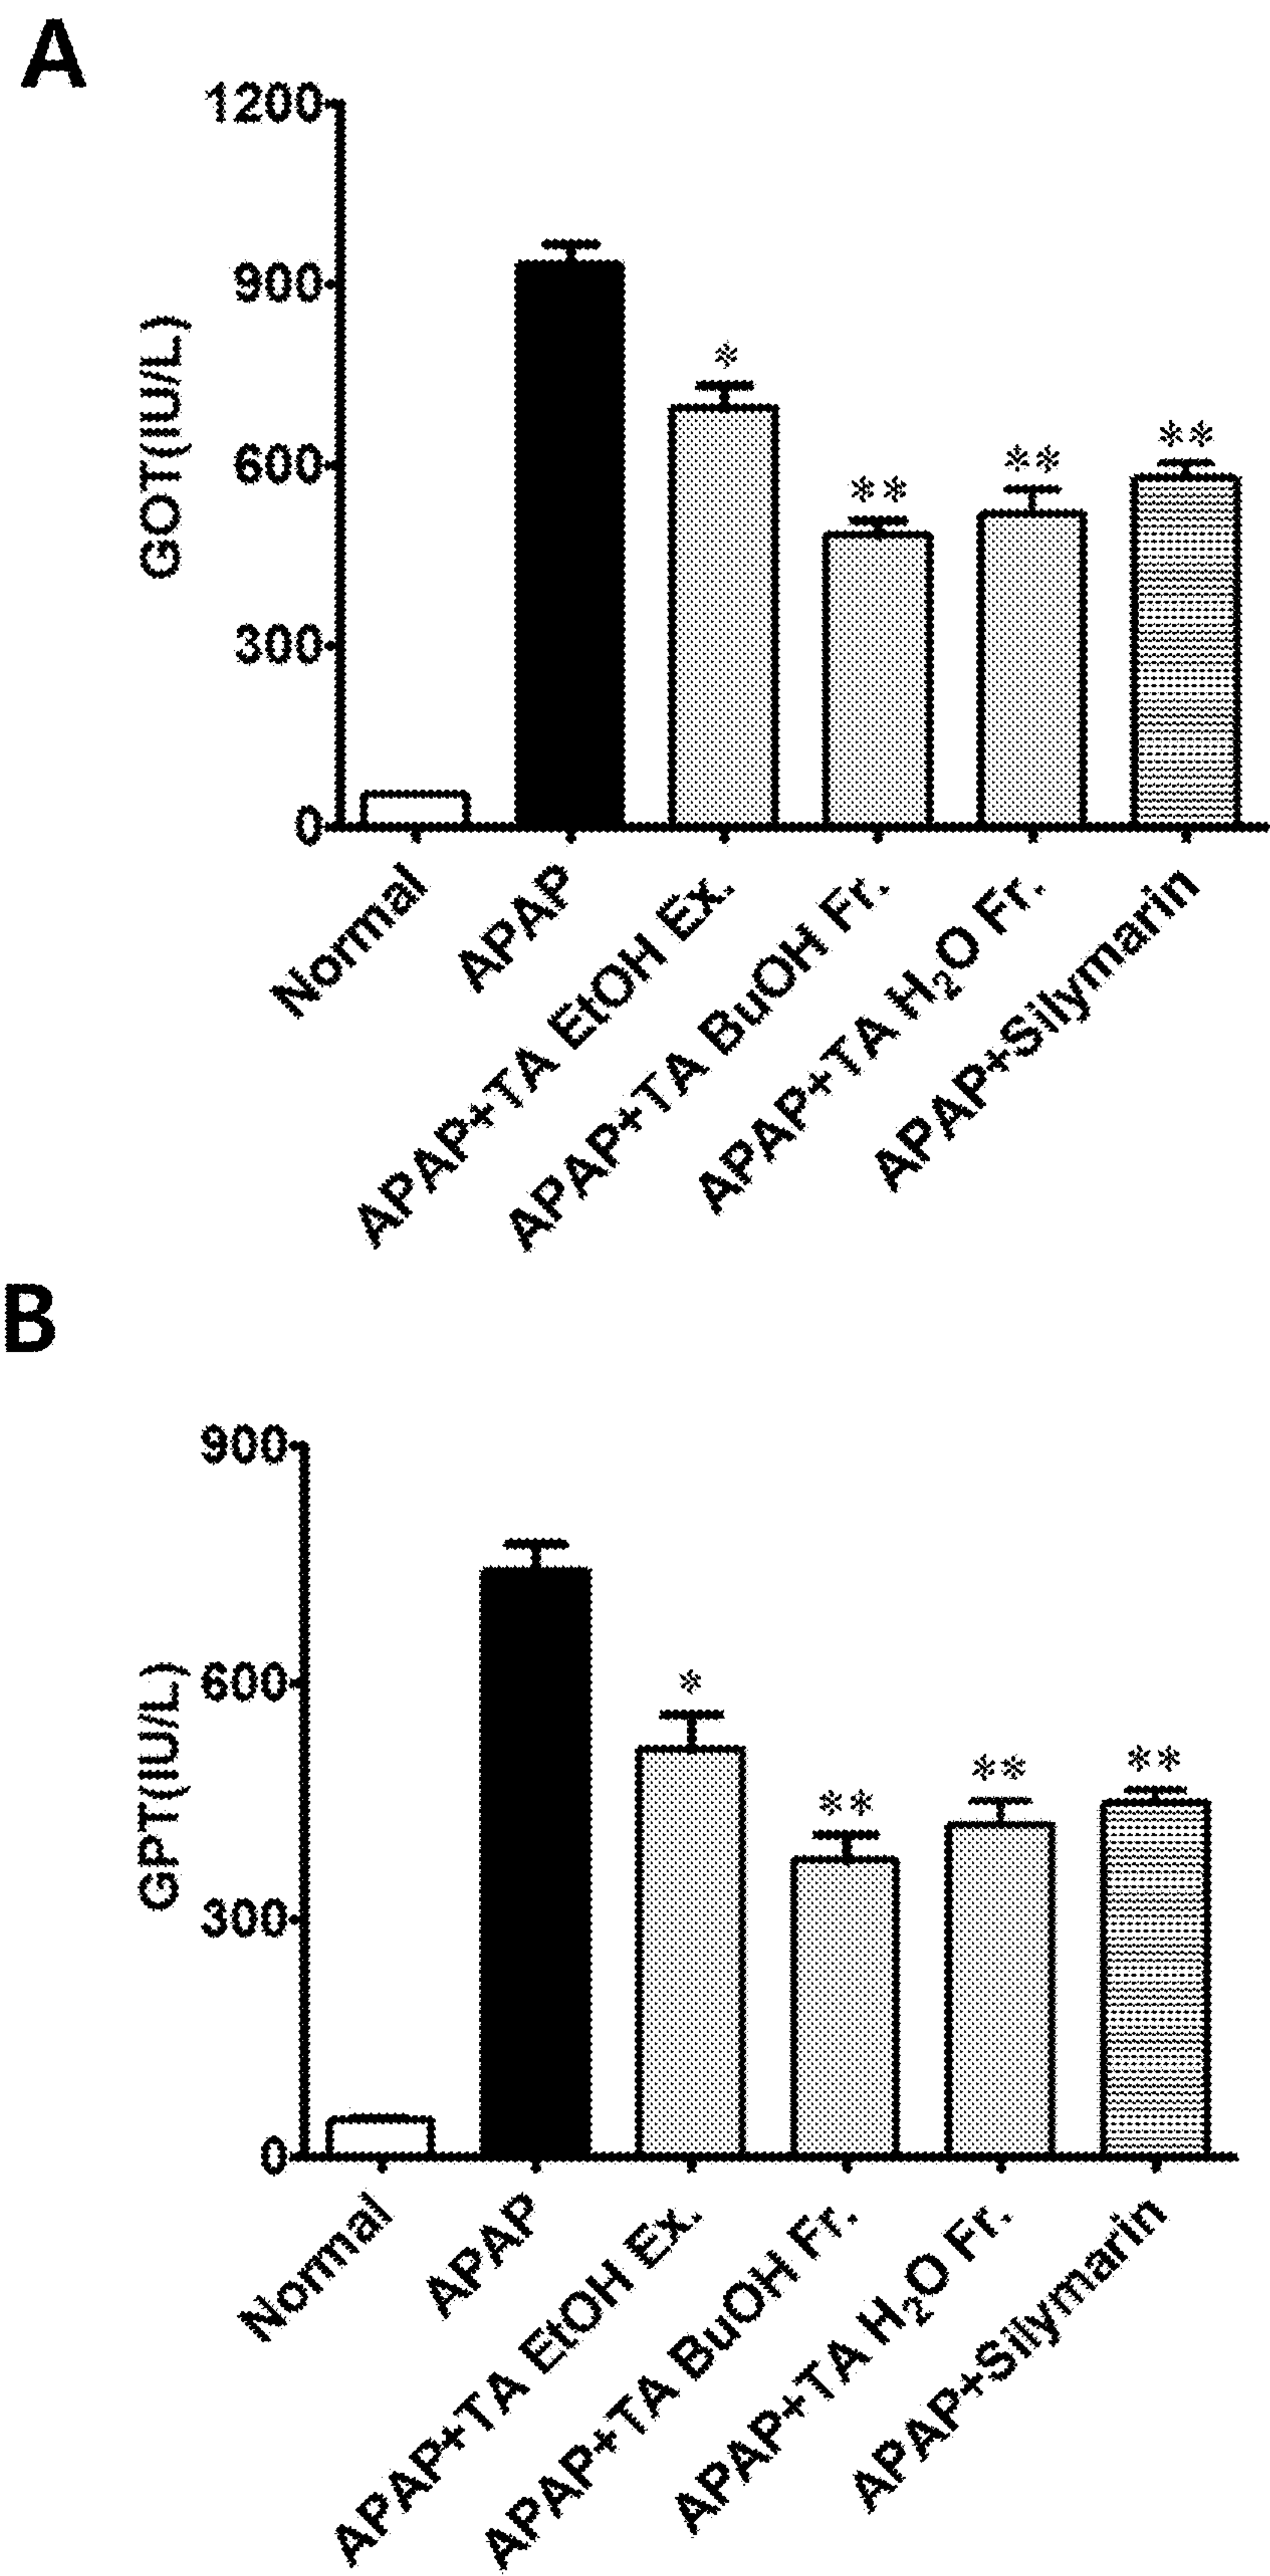 A
1200
900
600
300
0
GOT(IU/L)
*
**
**
**
Normal
APAP
APAP+TA EtOH Ex.
APAP+TA BuOH Fr.
APAP+TA H₂O Fr.
APAP+Silymarin
B
900
600
300
0
GPT(IU/L)
*
**
**
**
Normal
APAP
APAP+TA EtOH Ex.
APAP+TA BuOH Fr.
APAP+TA H₂O Fr.
APAP+Silymarin